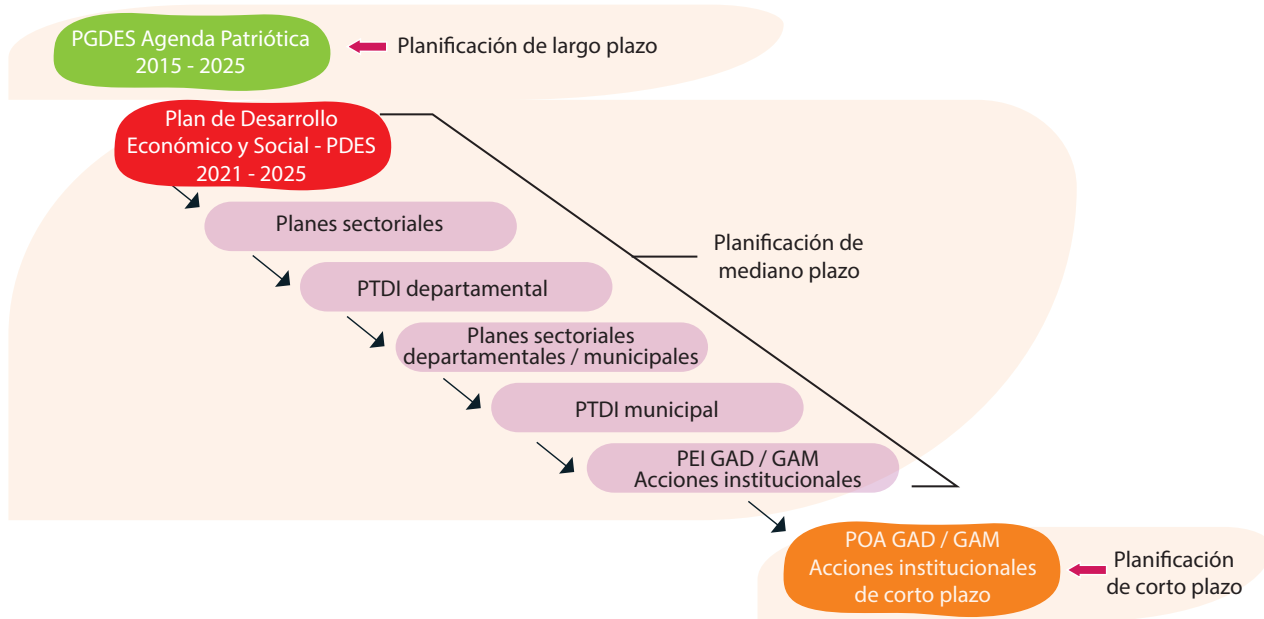 PGDES Agenda Patriótica
2015 - 2025
Planificación de largo plazo
Plan de Desarrollo
Económico y Social - PDES
2021 - 2025
Planes sectoriales
PTDI departamental
Planificación de
mediano plazo
Planes sectoriales
departamentales / municipales
PTDI municipal
PEI GAD / GAM
Acciones institucionales
POA GAD / GAM
Acciones institucionales
de corto plazo
Planificación
de corto plazo